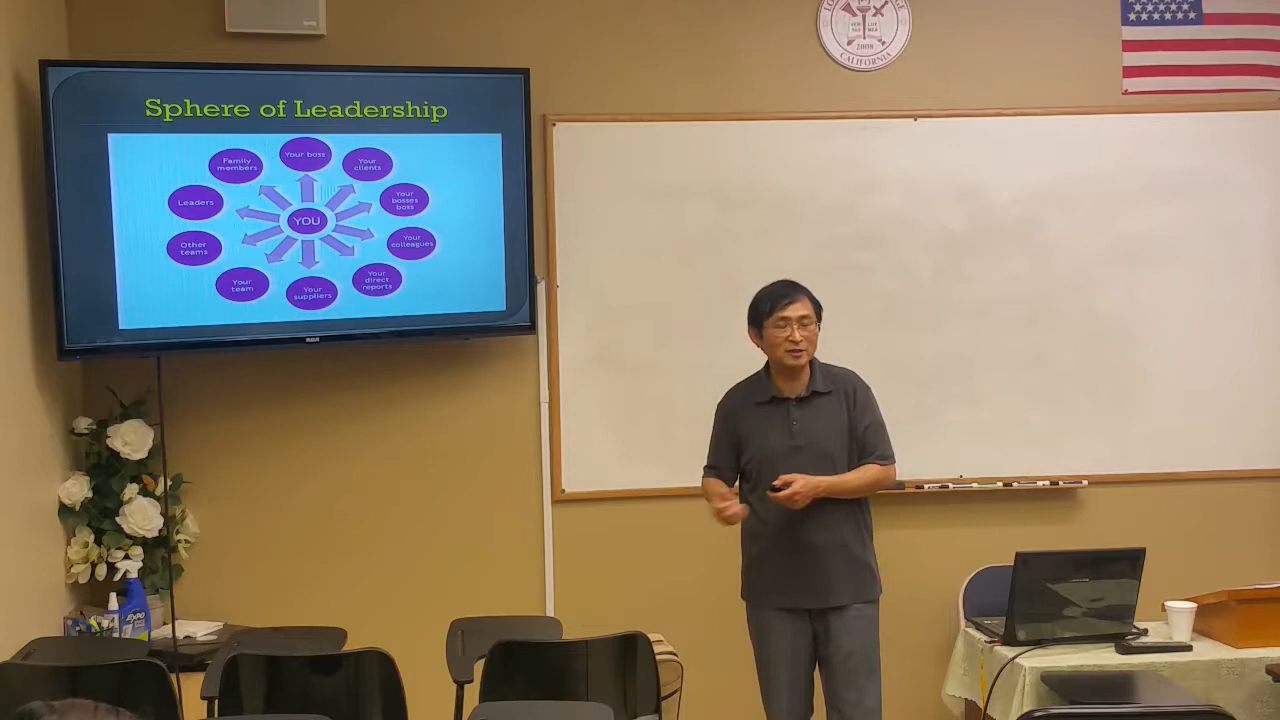 Sphere of Leadership
Your boss
Your
clients
Your
bosses
boss
Your
colleagues
Your
direct
reports
Your
suppliers
Your
team
Other
teams
Leaders
Family
members
YOU
RCA
2008
CALIFORNIA
EXPO